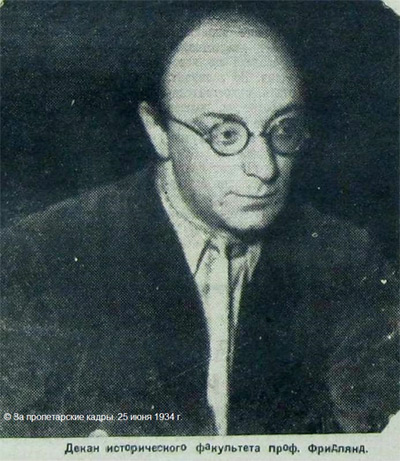 © За пролетарские кадры. 25 июня 1934 г.
Декан исторического факультета проф. Фридлянд.